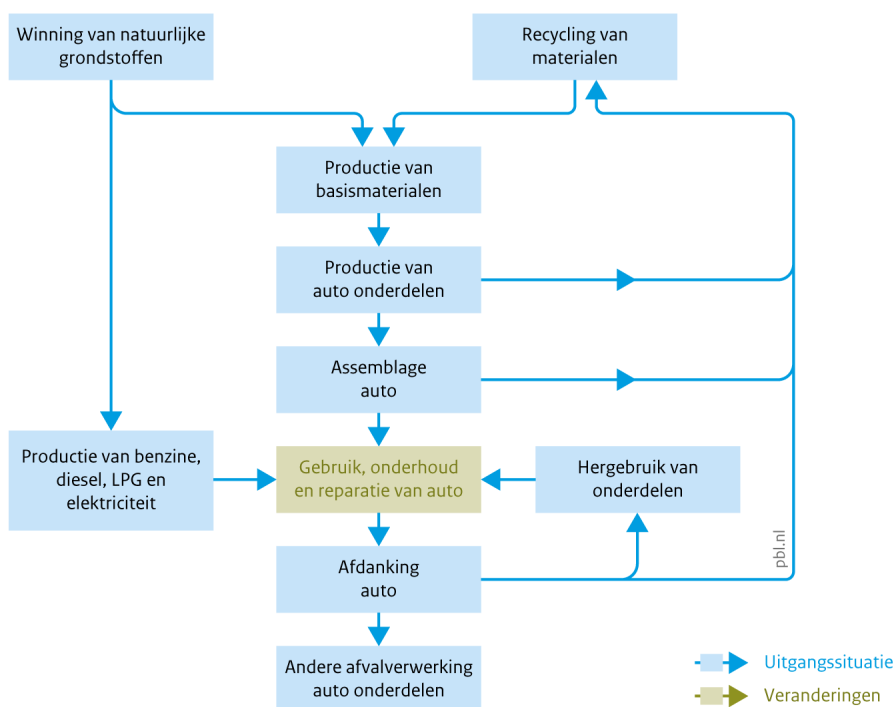 Winning van natuurlijke
grondstoffen
Recycling van
materialen
Productie van
basismaterialen
Productie van
auto onderdelen
Assemblage
auto
Productie van benzine,
diesel, LPG en
elektriciteit
Gebruik, onderhoud
en reparatie van auto
Hergebruik van
onderdelen
Afdanking
auto
Andere afvalverwerking
auto onderdelen
pbl.nl
Uitgangssituatie
Veranderingen